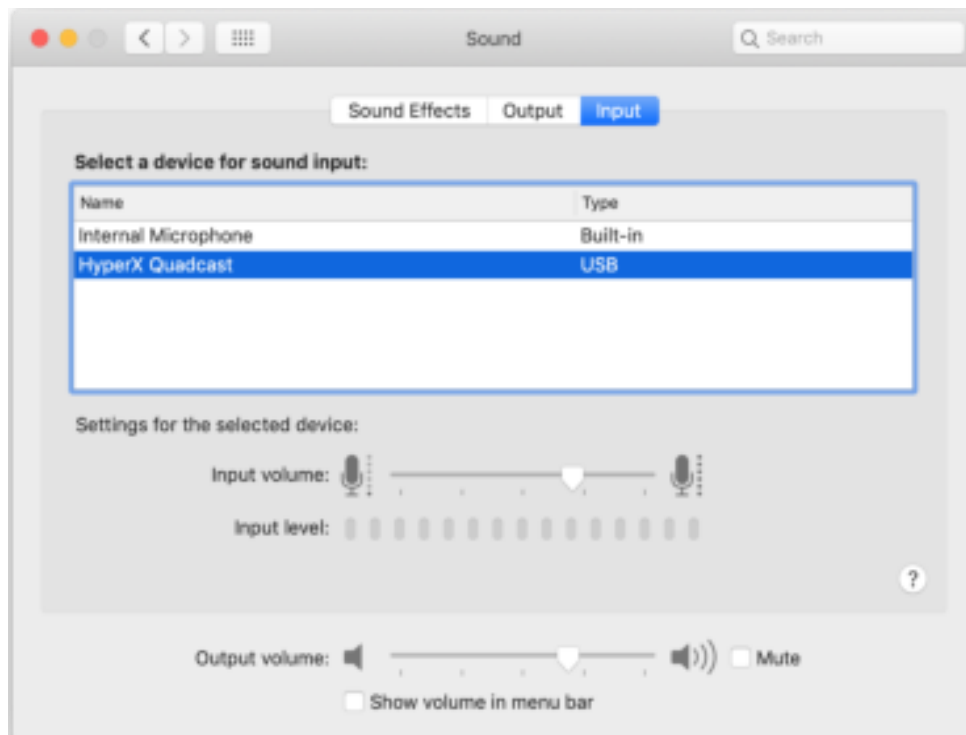 Sound
Search
Sound Effects Output Input
Select a device for sound input:
Name Type
Internal Microphone Built-in
HyperX Quadcast USB
Settings for the selected device:
Input volume:
Input level:
?
Output volume: Mute
Show volume in menu bar